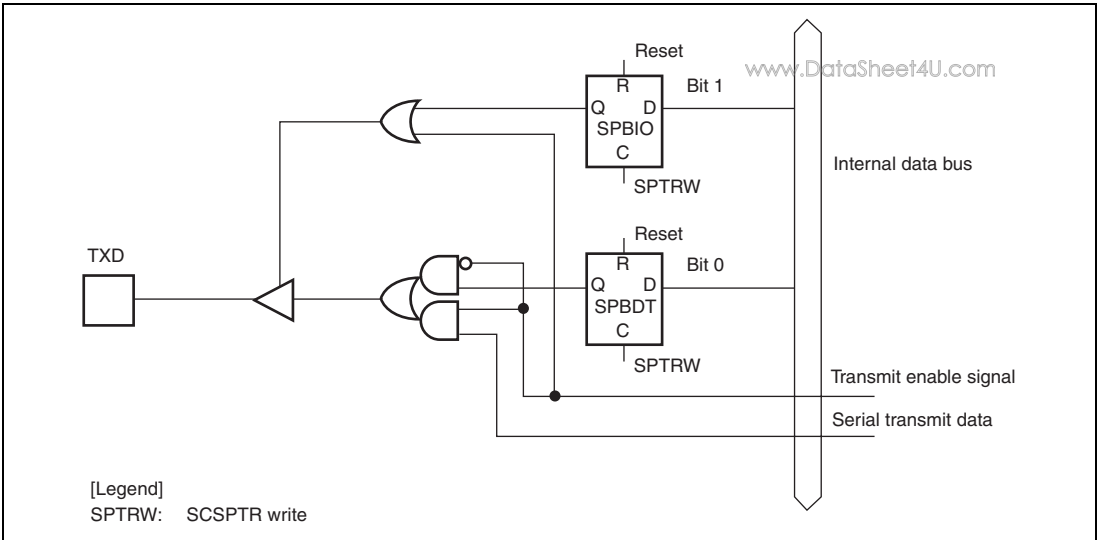 Reset
www.DataSheet4U.com
R
Bit 1
Q D
SPBIO
C
SPTRW
Internal data bus
Reset
TXD
R
Bit 0
Q D
SPBDT
C
SPTRW
Transmit enable signal
Serial transmit data
[Legend]
SPTRW: SCSPTR write